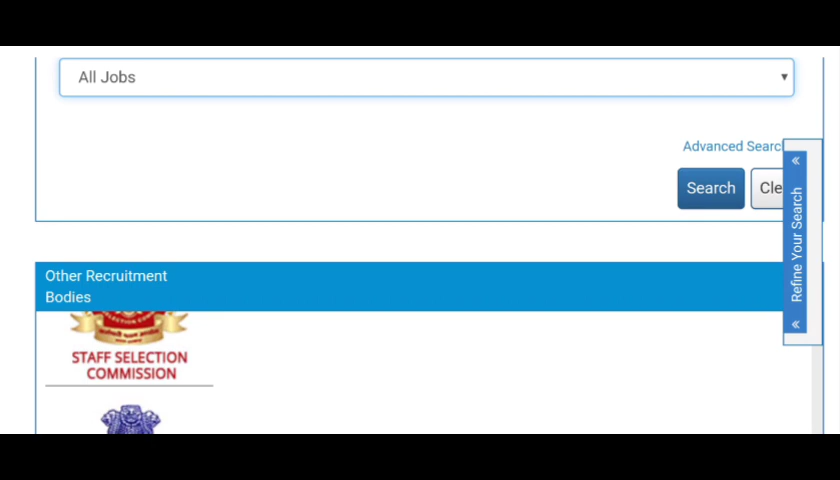 All Jobs
Advanced Searc
Search
Cle
Refine Your Search
Other Recruitment
Bodies
STAFF SELECTION
COMMISSION